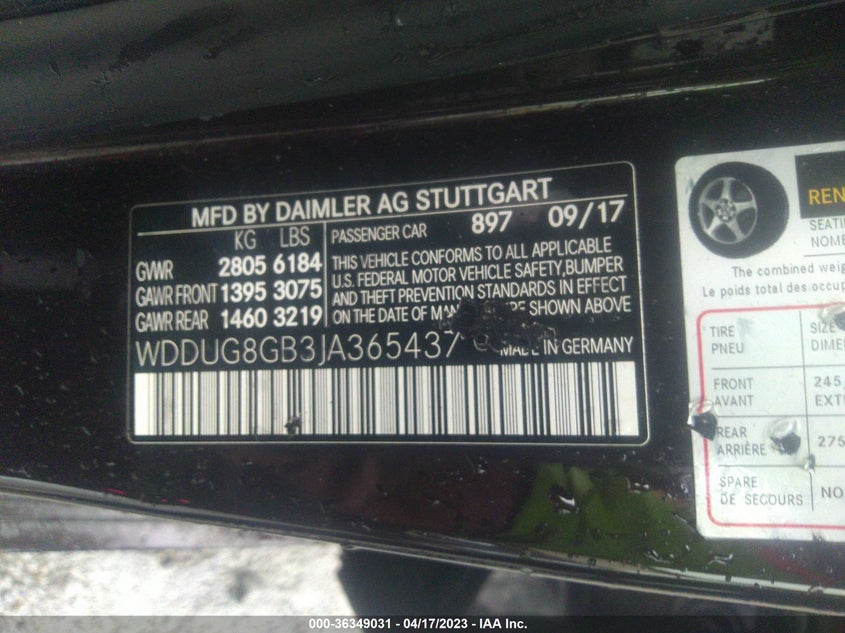 MFD BY DAIMLER AG STUTTGART
KG LBS
GVWR 2805 6184
GAWR FRONT 1395 3075
GAWR REAR 1460 3219
PASSENGER CAR 897 09/17
THIS VEHICLE CONFORMS TO ALL APPLICABLE
U.S. FEDERAL MOTOR VEHICLE SAFETY, BUMPER
AND THEFT PREVENTION STANDARDS IN EFFECT
ON THE DATE OF SHOWN ABOVE
WDDUG8GB3JA365437
MADE IN GERMANY
The combined
Le poids total des
TIRE
PNEU
FRONT
AVANT
245
REAR
ARRIÈRE
275
SPARE
DE SECOURS
000-36349031 - 04/17/2023 - IAA Inc.